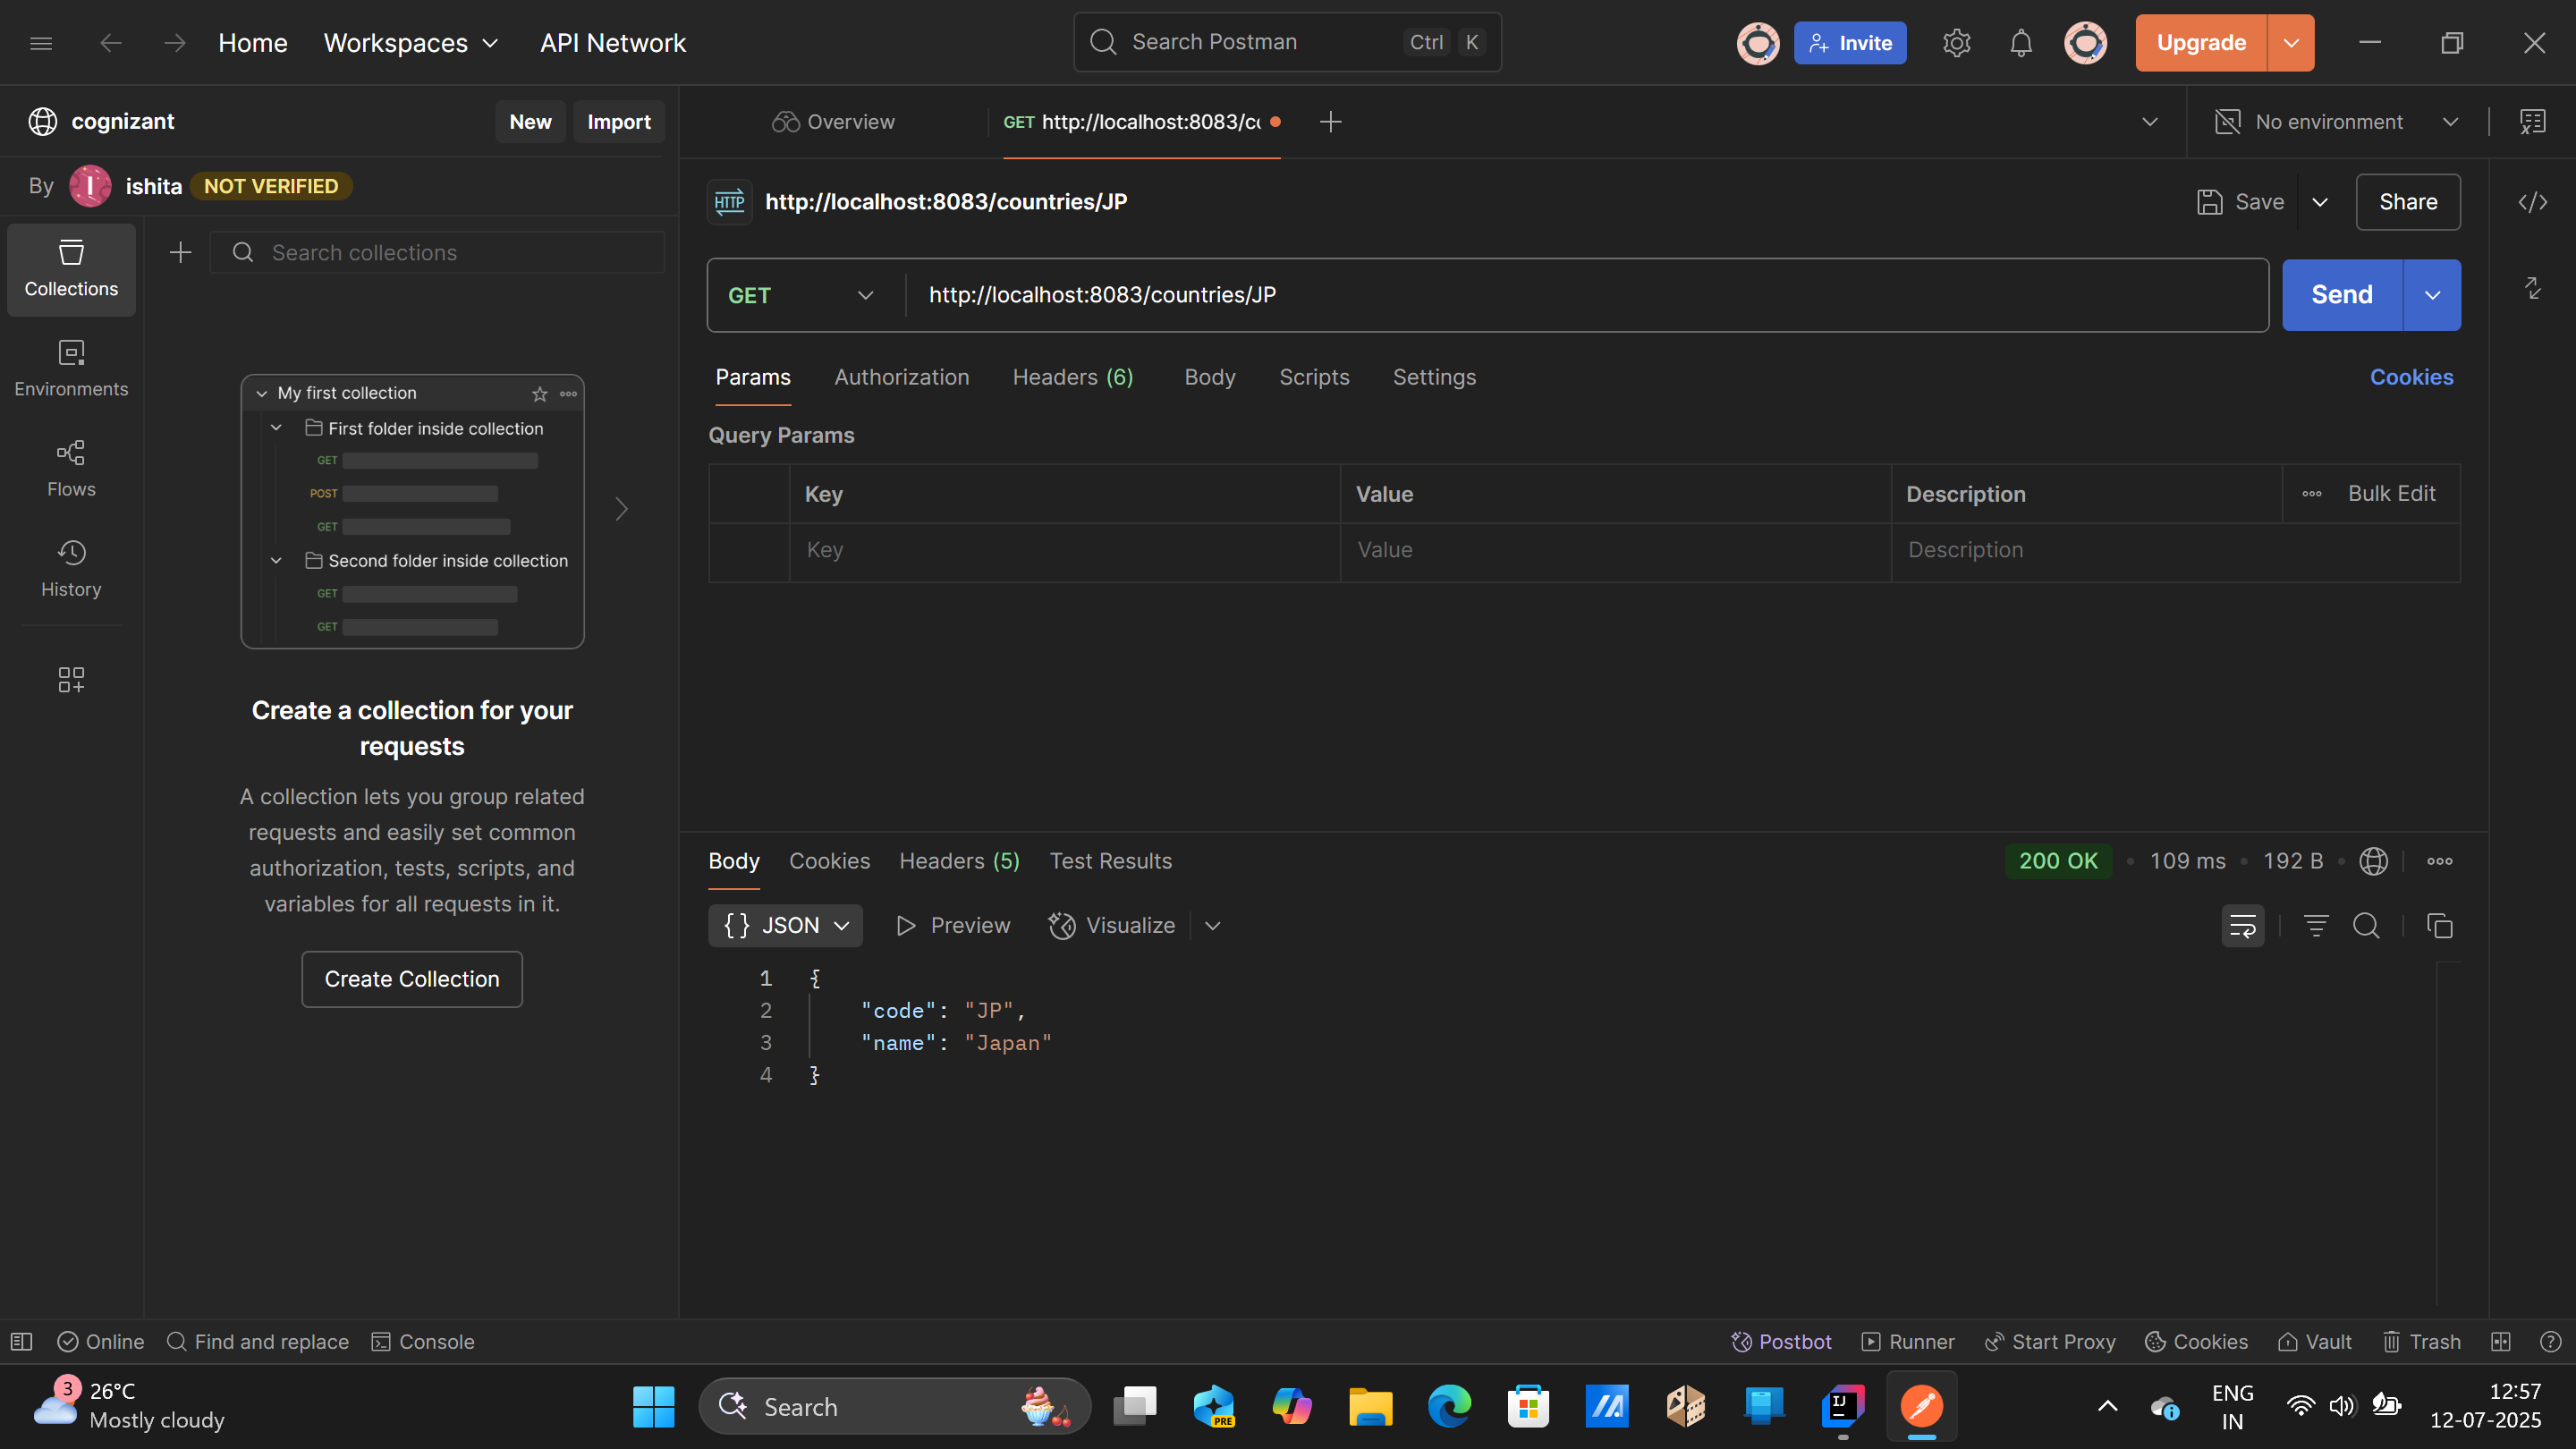 Home Workspaces API Network Search Postman Ctrl K Invite Upgrade
cognizant New Import Overview GET http://localhost:8083/c No environment
By I ishita NOT VERIFIED
HTTP http://localhost:8083/countries/JP Save Share
Collections
Search collections
GET http://localhost:8083/countries/JP Send
Environments
Params Authorization Headers (6) Body Scripts Settings Cookies
Flows
Query Params
History
Key Value Description Bulk Edit
Key Value Description
My first collection
First folder inside collection
GET
POST
GET
Second folder inside collection
GET
GET
Create a collection for your
requests
A collection lets you group related
requests and easily set common
authorization, tests, scripts, and
variables for all requests in it.
Create Collection
Body Cookies Headers (5) Test Results 200 OK • 109 ms • 192 B •
{} JSON Preview Visualize
1 {
2 "code": "JP",
3 "name": "Japan"
4 }
Online Find and replace Console Postbot Runner Start Proxy Cookies Vault Trash
3 26°C
Mostly cloudy
Search
PRE
IJ
ENG
IN
12:57
12-07-2025